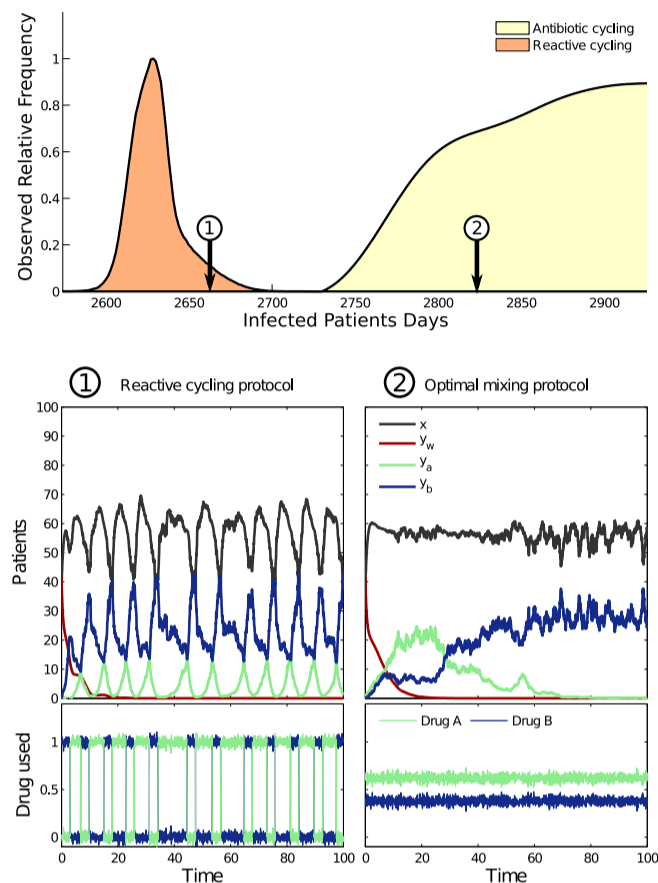 Antibiotic cycling
Reactive cycling
Observed Relative Frequency
1
0.8
0.6
0.4
0.2
0
1
2
2600 2650 2700 2750 2800 2850 2900
Infected Patients Days
1 Reactive cycling protocol
2 Optimal mixing protocol
Patients
100
90
80
70
60
50
40
30
20
10
0
x
y_w
y_a
y_b
Drug used
1
0.5
0
Drug A Drug B
0 20 40 60 80 100
0 20 40 60 80 100
Time
Time